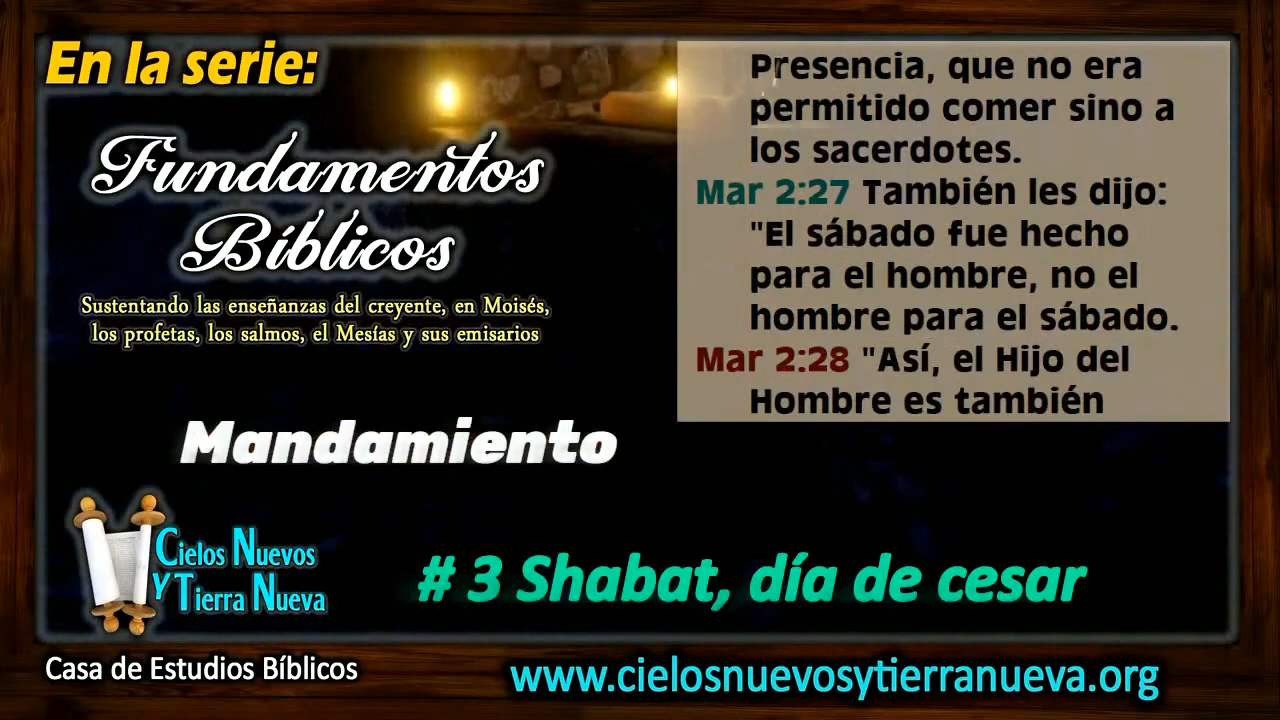 En la serie:
Fundamentos
Bíblicos
Sustentando las enseñanzas del creyente, en Moisés,
los profetas, los salmos, el Mesías y sus emisarios
Mandamiento
Presencia, que no era
permitido comer sino a
los sacerdotes.
Mar 2:27 También les dijo:
"El sábado fue hecho
para el hombre, no el
hombre para el sábado.
Mar 2:28 "Así, el Hijo del
Hombre es también
Cielos Nuevos
Y Tierra Nueva
# 3 Shabat, día de cesar
Casa de Estudios Bíblicos
www.cielosnuevosytierranueva.org